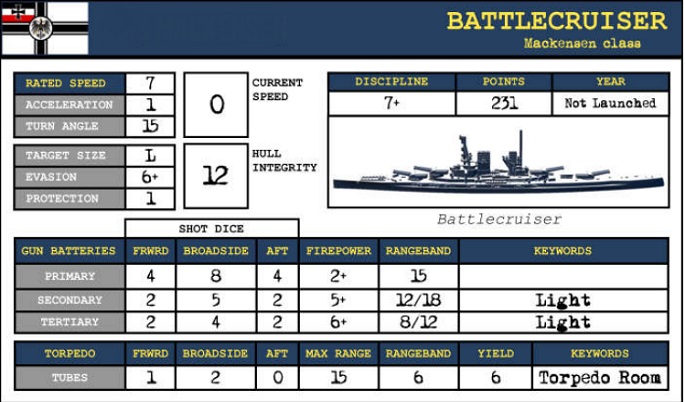 BATTLECRUISER
Mackensen class
RATED SPEED 7
ACCELERATION 1
TURN ANGLE 15
0 CURRENT SPEED
TARGET SIZE L
EVASION 6+
PROTECTION 1
12 HULL INTEGRITY
DISCIPLINE POINTS YEAR
7+ 231 Not Launched
Battlecruiser
SHOT DICE
GUN BATTERIES FRWRD BROADSIDE AFT FIREPOWER RANGEBAND KEYWORDS
PRIMARY 4 8 4 2+ 15
SECONDARY 2 5 2 5+ 12/18 Light
TERTIARY 2 4 2 6+ 8/12 Light
TORPEDO FRWRD BROADSIDE AFT MAX RANGE RANGEBAND YIELD KEYWORDS
TUBES 1 2 0 15 6 6 Torpedo Room